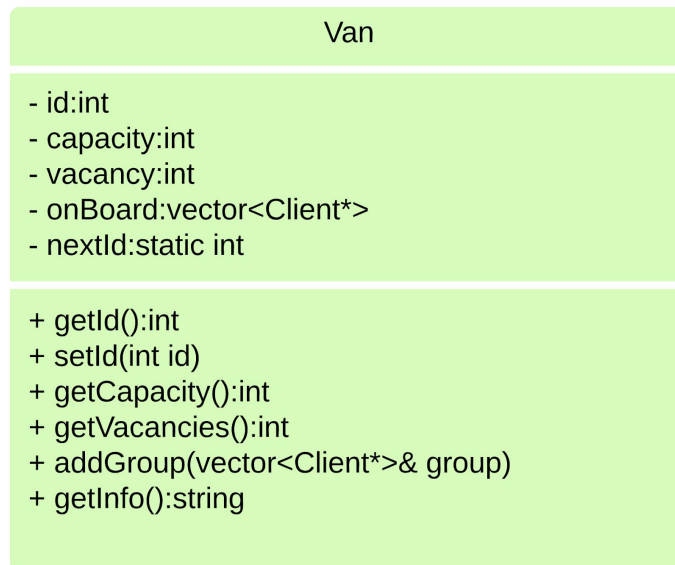 Van
- id:int
- capacity:int
- vacancy:int
- onBoard:vector<Client*>
- nextId:static int
+ getId():int
+ setId(int id)
+ getCapacity():int
+ getVacancies():int
+ addGroup(vector<Client*>& group)
+ getInfo():string